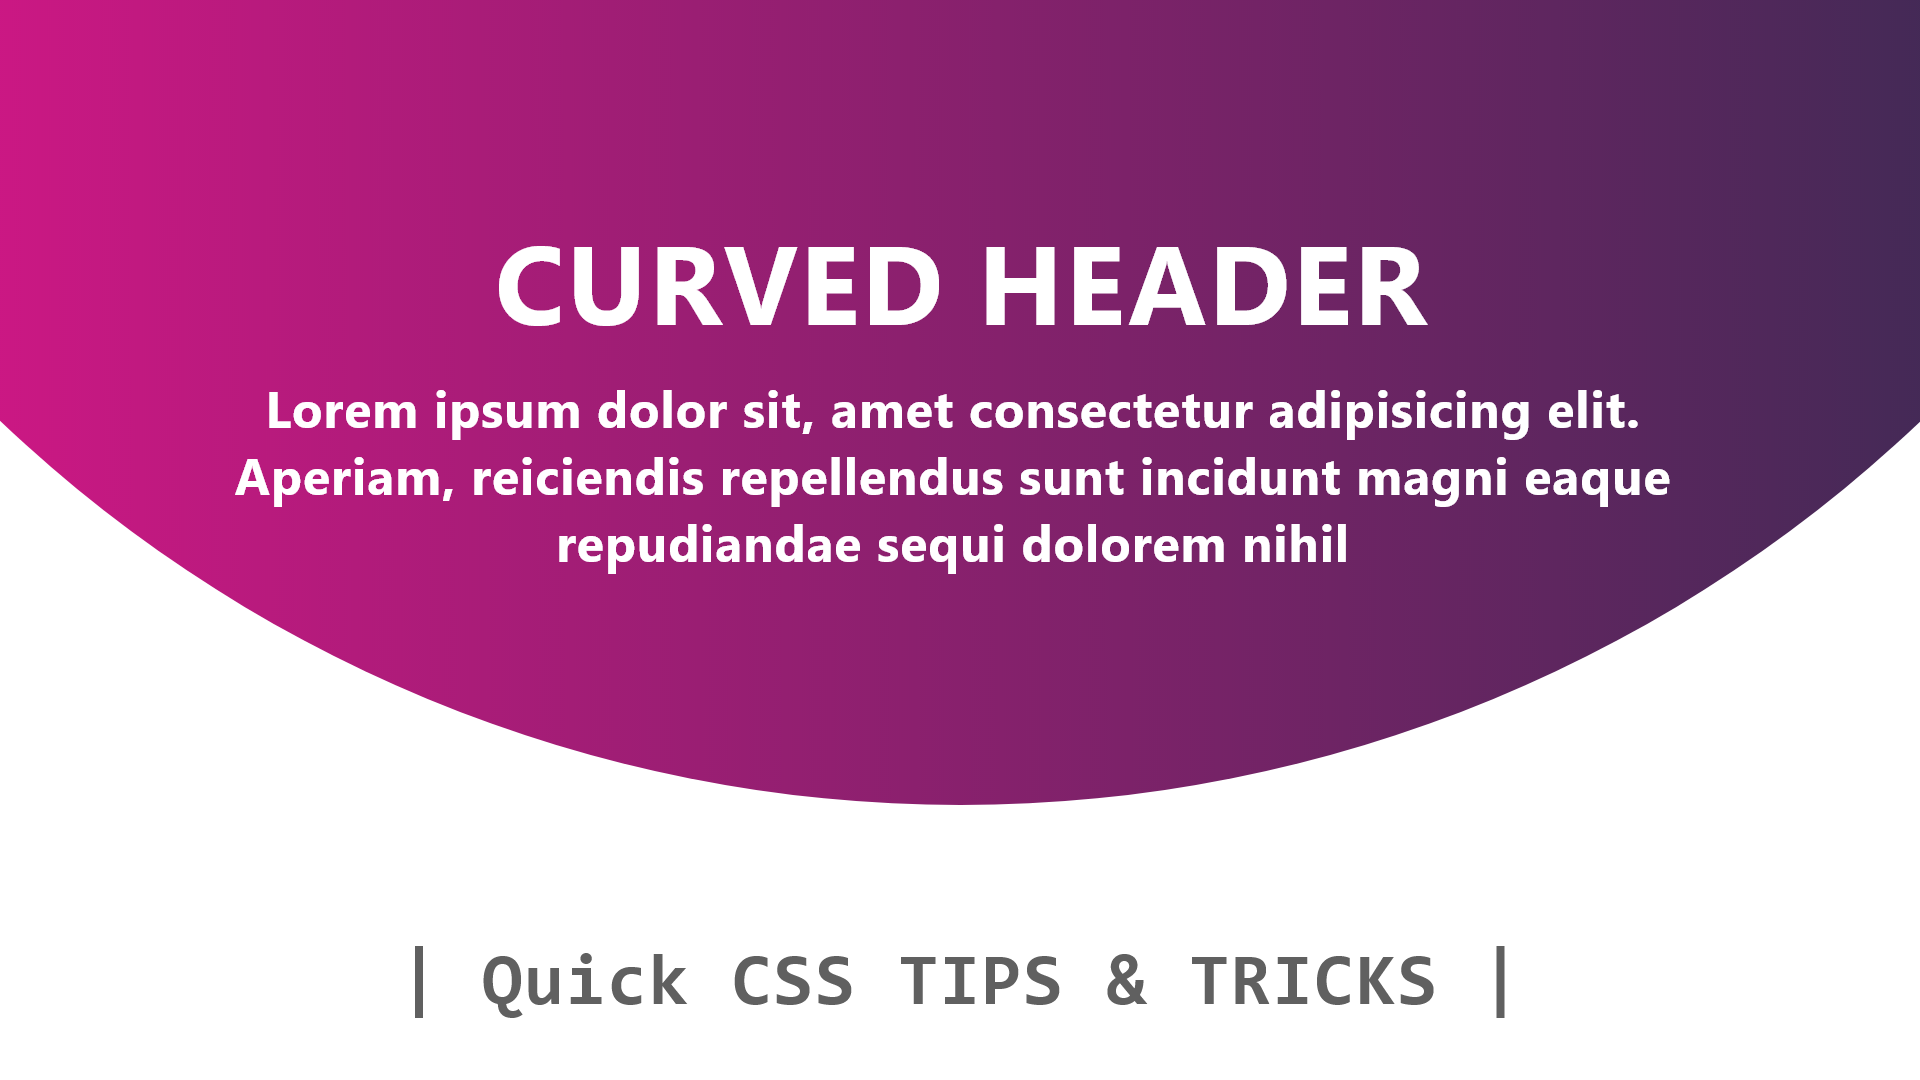 CURVED HEADER
Lorem ipsum dolor sit, amet consectetur adipisicing elit.
Aperiam, reiciendis repellendus sunt incidunt magni eaque
repudiandae sequi dolorem nihil
| Quick CSS TIPS & TRICKS |